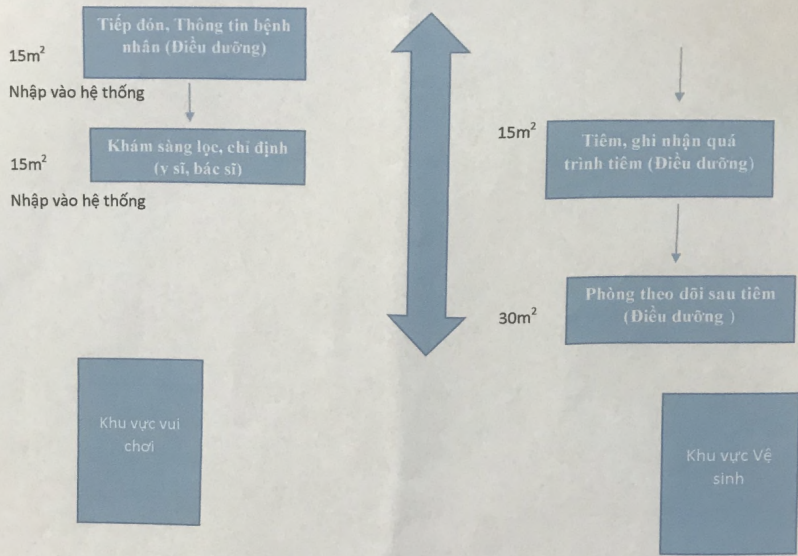 Tiếp đón, Thông tin bệnh
nhân (Điều dưỡng)
15m²
Nhập vào hệ thống
Khám sàng lọc, chỉ định
(y sĩ, bác sĩ)
15m²
Nhập vào hệ thống
15m²
Tiêm, ghi nhận quá
trình tiêm (Điều dưỡng)
Phòng theo dõi sau tiêm
(Điều dưỡng )
30m²
Khu vực vui
chơi
Khu vực Vệ
sinh